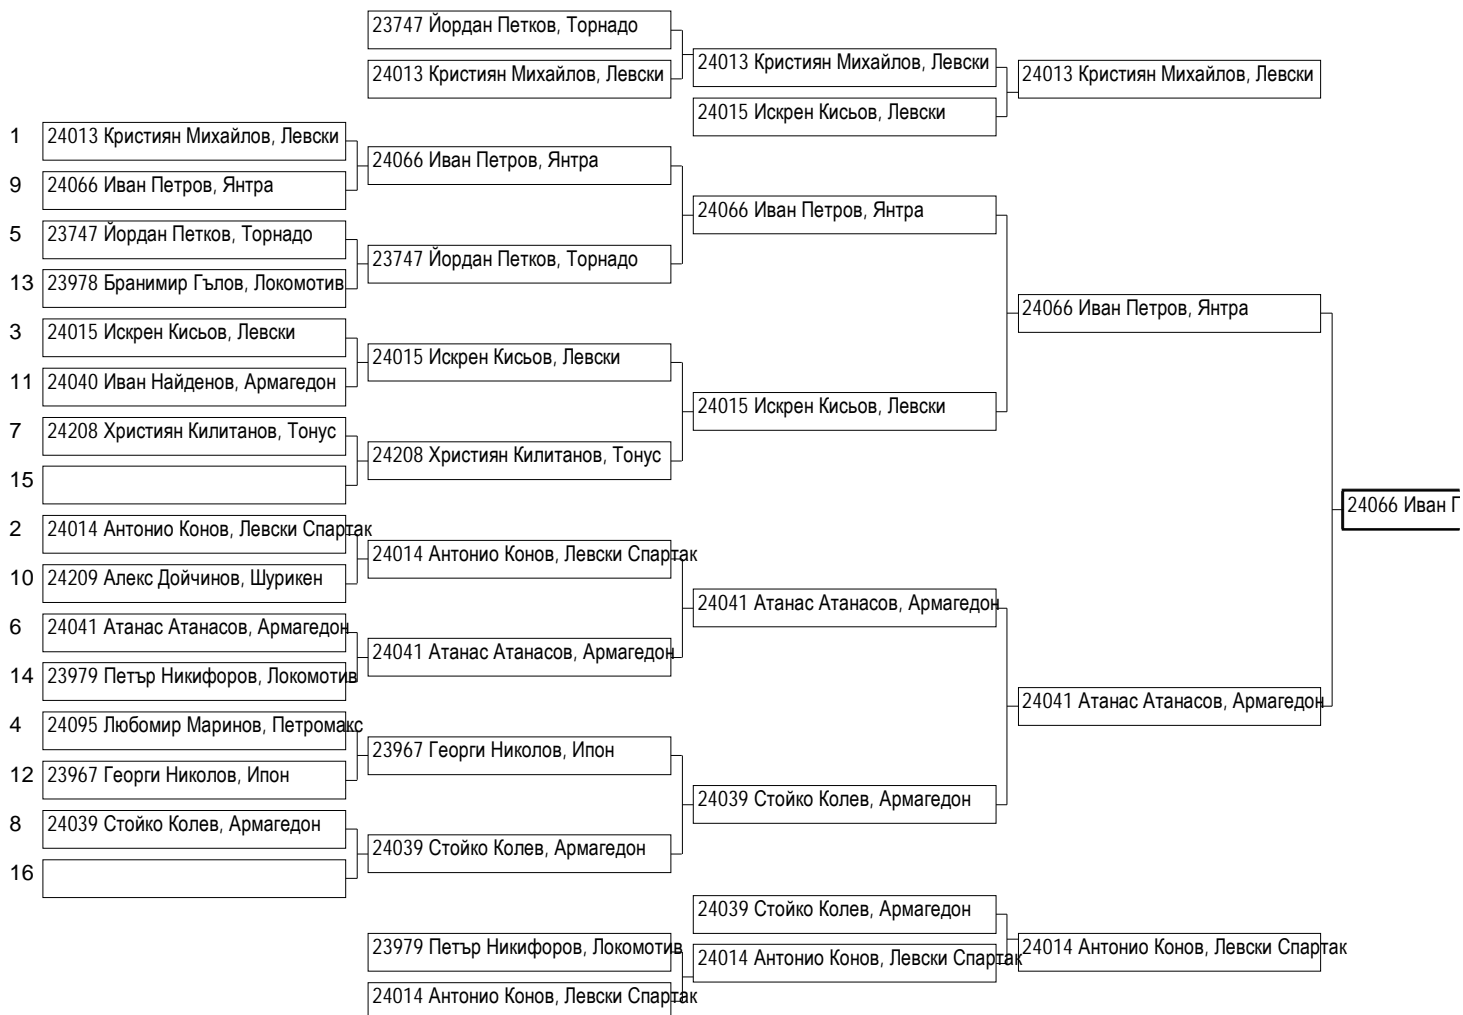 23747 Йордан Петков, Торнадо
24013 Кристиян Михайлов, Левски
24013 Кристиян Михайлов, Левски
24015 Искрен Кисьов, Левски
24013 Кристиян Михайлов, Левски
1 24013 Кристиян Михайлов, Левски
9 24066 Иван Петров, Янтра
5 23747 Йордан Петков, Торнадо
13 23978 Бранимир Гълов, Локомотив
3 24015 Искрен Кисьов, Левски
11 24040 Иван Найденов, Армагедон
7 24208 Християн Килитанов, Тонус
15
2 24014 Антонио Конов, Левски Спартак
10 24209 Алекс Дойчинов, Шурикен
6 24041 Атанас Атанасов, Армагедон
14 23979 Петър Никифоров, Локомотив
4 24095 Любомир Маринов, Петромакс
12 23967 Георги Николов, Ипон
8 24039 Стойко Колев, Армагедон
16
24066 Иван Петров, Янтра
23747 Йордан Петков, Торнадо
24015 Искрен Кисьов, Левски
24208 Християн Килитанов, Тонус
24014 Антонио Конов, Левски Спартак
24041 Атанас Атанасов, Армагедон
23967 Георги Николов, Ипон
24039 Стойко Колев, Армагедон
24066 Иван Петров, Янтра
24015 Искрен Кисьов, Левски
24041 Атанас Атанасов, Армагедон
24039 Стойко Колев, Армагедон
24066 Иван Петров, Янтра
24041 Атанас Атанасов, Армагедон
24066 Иван
23979 Петър Никифоров, Локомотив
24014 Антонио Конов, Левски Спартак
24039 Стойко Колев, Армагедон
24014 Антонио Конов, Левски Спартак
24014 Антонио Конов, Левски Спартак